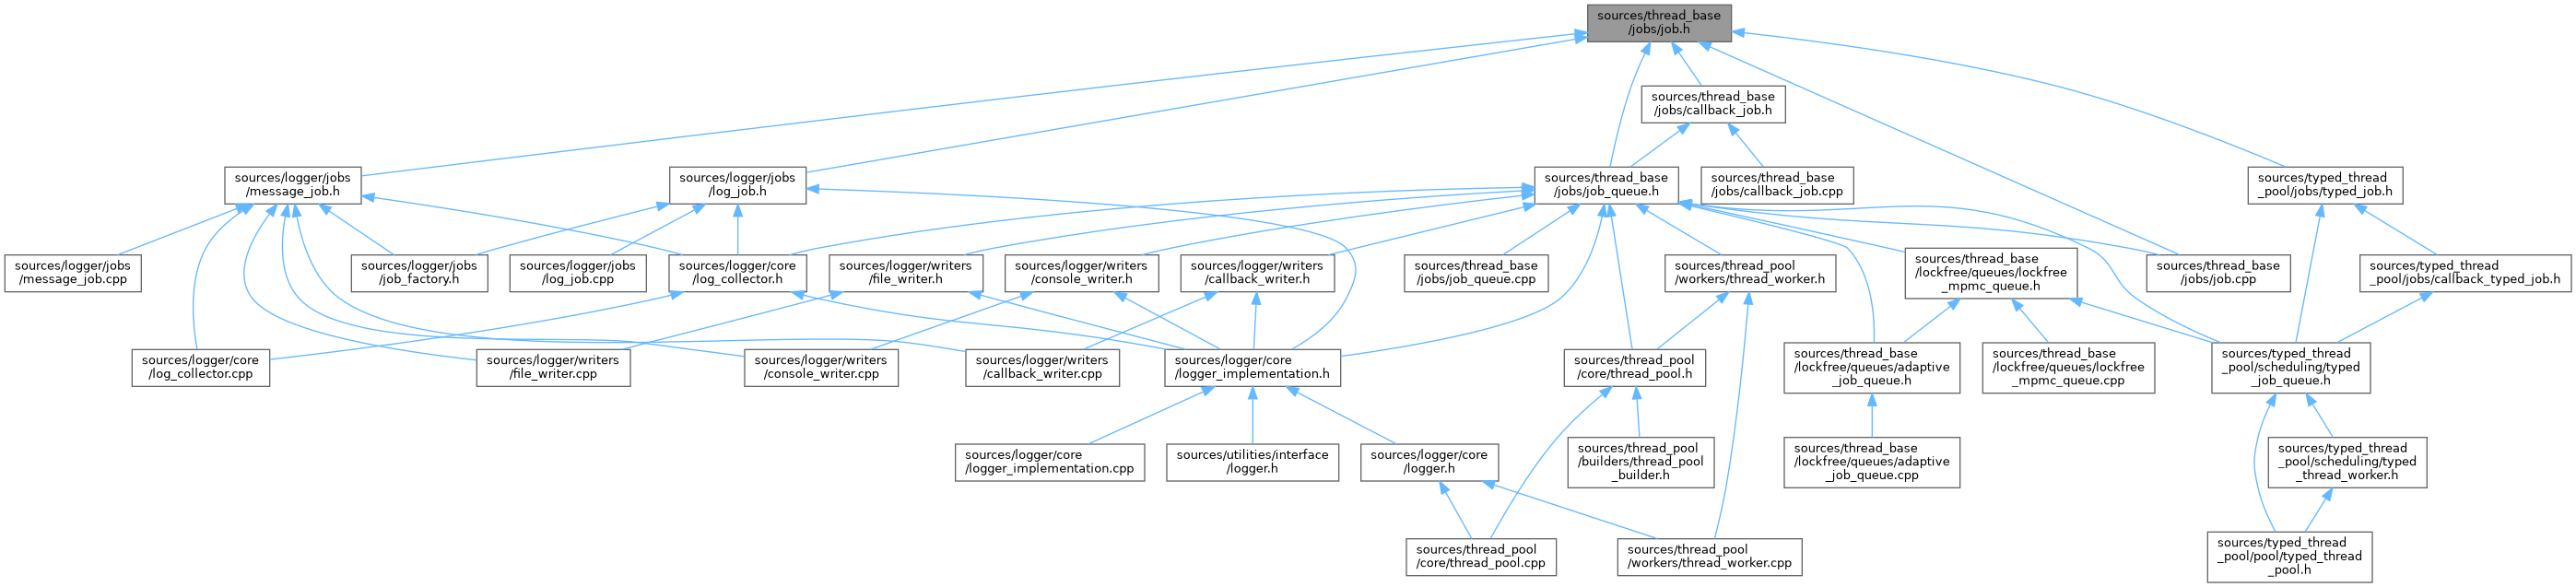 sources/thread_base
/jobs/job.h
sources/thread_base
/jobs/callback_job.h
sources/logger/jobs
/message_job.h
sources/logger/jobs
/log_job.h
sources/thread_base
/jobs/job_queue.h
sources/thread_base
/jobs/callback_job.cpp
sources/typed_thread
_pool/jobs/typed_job.h
sources/logger/jobs
/message_job.cpp
sources/logger/jobs
/job_factory.h
sources/logger/jobs
/log_job.cpp
sources/logger/core
/log_collector.h
sources/logger/writers
/file_writer.h
sources/logger/writers
/console_writer.h
sources/logger/writers
/callback_writer.h
sources/thread_base
/jobs/job_queue.cpp
sources/thread_pool
/workers/thread_worker.h
sources/thread_base
/lockfree/queues/lockfree
_mpmc_queue.h
sources/thread_base
/jobs/job.cpp
sources/typed_thread
_pool/jobs/callback_typed_job.h
sources/logger/core
/log_collector.cpp
sources/logger/writers
/file_writer.cpp
sources/logger/writers
/console_writer.cpp
sources/logger/writers
/callback_writer.cpp
sources/logger/core
/logger_implementation.h
sources/thread_pool
/core/thread_pool.h
sources/thread_base
/lockfree/queues/adaptive
_job_queue.h
sources/thread_base
/lockfree/queues/lockfree
_mpmc_queue.cpp
sources/typed_thread
_pool/scheduling/typed
_job_queue.h
sources/logger/core
/logger_implementation.cpp
sources/utilities/interface
/logger.h
sources/logger/core
/logger.h
sources/thread_pool
/builders/thread_pool
_builder.h
sources/thread_base
/lockfree/queues/adaptive
_job_queue.cpp
sources/typed_thread
_pool/scheduling/typed
_thread_worker.h
sources/thread_pool
/core/thread_pool.cpp
sources/thread_pool
/workers/thread_worker.cpp
sources/typed_thread
_pool/pool/typed_thread
_pool.h